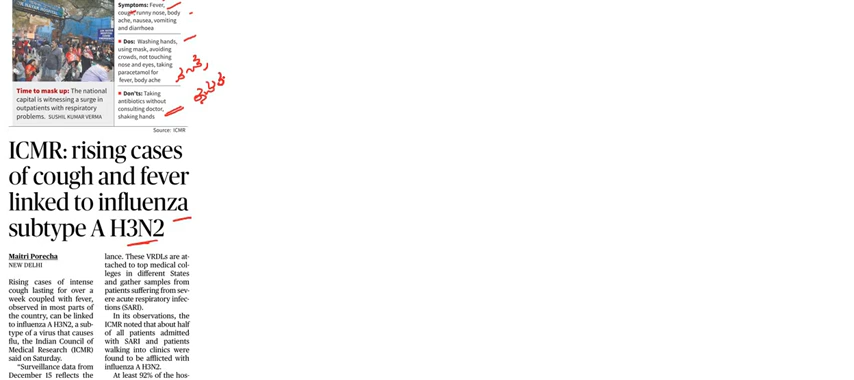 Symptoms: Fever,
cough, runny nose, body
ache, nausea, vomiting
and diarrhoea
Dos: Washing hands,
using mask, avoiding
crowds, not touching
nose and eyes, taking
paracetamol for
fever, body ache
Don'ts: Taking
antibiotics without
consulting doctor,
shaking hands
Time to mask up: The national
capital is witnessing a surge in
outpatients with respiratory
problems. SUSHIL KUMAR VERMA
Source: ICMR
ICMR: rising cases
of cough and fever
linked to influenza
subtype A H3N2
Maitri Porecha
NEW DELHI
Rising cases of intense
cough lasting for over a
week coupled with fever,
observed in most parts of
the country, can be linked
to influenza A H3N2, a sub-
type of a virus that causes
flu, the Indian Council of
Medical Research (ICMR)
said on Saturday.
"Surveillance data from
December 15 reflects the
lance. These VRDLs are at-
tached to top medical col-
leges in different States
and gather samples from
patients suffering from sev-
ere acute respiratory infec-
tions (SARI).
In its observations, the
ICMR noted that about half
of all patients admitted
with SARI and patients
walking into clinics were
found to be afflicted with
influenza A H3N2.
At least 92% of the hos-